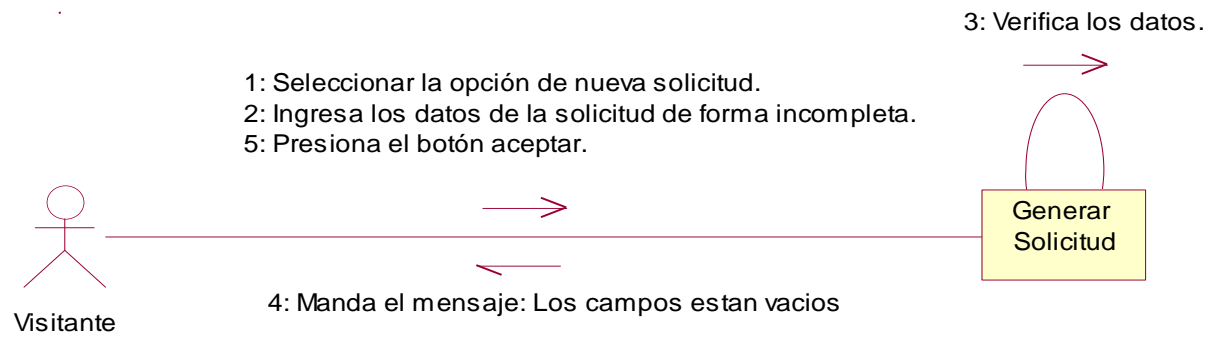 3: Verifica los datos.
1: Seleccionar la opción de nueva solicitud.
2: Ingresa los datos de la solicitud de forma incompleta.
5: Presiona el botón aceptar.
Generar
Solicitud
4: Manda el mensaje: Los campos estan vacios
Visitante